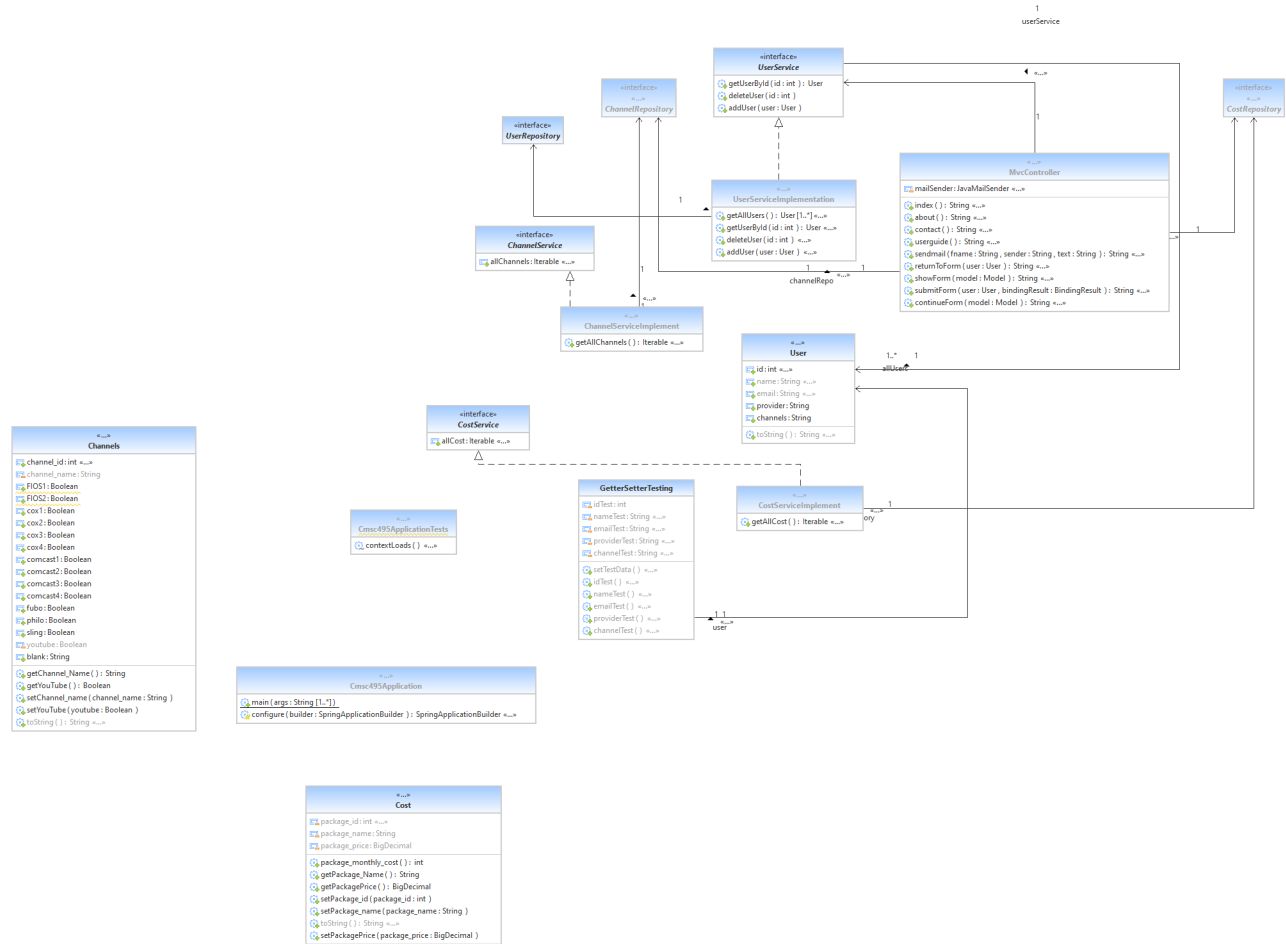 1
userService
«interface»
UserService
getUserById ( id : int ) : User
deleteUser ( id : int )
addUser ( user : User )
«...»
1
«interface»
«...»
ChannelRepository
«interface»
«...»
CostRepository
«interface»
UserRepository
«...»
MvcController
mailSender: JavaMailSender «...»
index ( ) : String «...»
about ( ) : String «...»
contact ( ) : String «...»
userguide ( ) : String «...»
sendmail ( fname : String , sender : String , text : String ) : String «...»
returnToForm ( user : User ) : String «...»
showForm ( model : Model ) : String «...»
submitForm ( user : User , bindingResult : BindingResult ) : String «...»
continueForm ( model : Model ) : String «...»
1
1
«...»
UserServiceImplementation
getAllUsers ( ) : User [1..*] «...»
getUserById ( id : int ) : User «...»
deleteUser ( id : int ) «...»
addUser ( user : User ) «...»
1
..»
1
«interface»
ChannelService
allChannels: Iterable «...»
1
1
1
«...»
channelRepo
«...»
«...»
ChannelServiceImplement
getAllChannels ( ) : Iterable «...»
«...»
User
id : int «...»
name : String «...»
email : String «...»
provider : String
channels : String
toString ( ) : String «...»
1..*
1
allUsers
«interface»
CostService
allCost : Iterable «...»
«...»
Channels
channel_id : int «...»
channel_name : String
FIOS1 : Boolean
FIOS2 : Boolean
cox1 : Boolean
cox2 : Boolean
cox3 : Boolean
cox4 : Boolean
comcast1 : Boolean
comcast2 : Boolean
comcast3 : Boolean
comcast4 : Boolean
fubo : Boolean
philo : Boolean
sling : Boolean
youtube : Boolean
blank : String
getChannel_Name ( ) : String
getYouTube ( ) : Boolean
setChannel_name ( channel_name : String )
setYouTube ( youtube : Boolean )
toString ( ) : String «...»
GetterSetterTesting
idTest : int
nameTest : String «...»
emailTest : String «...»
providerTest : String «...»
channelTest : String «...»
setTestData ( ) «...»
idTest ( ) «...»
nameTest ( ) «...»
emailTest ( ) «...»
providerTest ( ) «...»
channelTest ( ) «...»
1
1
user
«...»
CostServiceImplement
getAllCost ( ) : Iterable «...»
1
«...»
ory
«...»
Cmsc495ApplicationTests
contextLoads ( ) «...»
«...»
Cmsc495Application
main ( args : String [1..*] )
configure ( builder : SpringApplicationBuilder ) : SpringApplicationBuilder «...»
«...»
Cost
package_id : int «...»
package_name : String
package_price : BigDecimal
package_monthly_cost ( ) : int
getPackage_Name ( ) : String
getPackagePrice ( ) : BigDecimal
setPackage_id ( package_id : int )
setPackage_name ( package_name : String )
toString ( ) : String «...»
setPackagePrice ( package_price : BigDecimal )